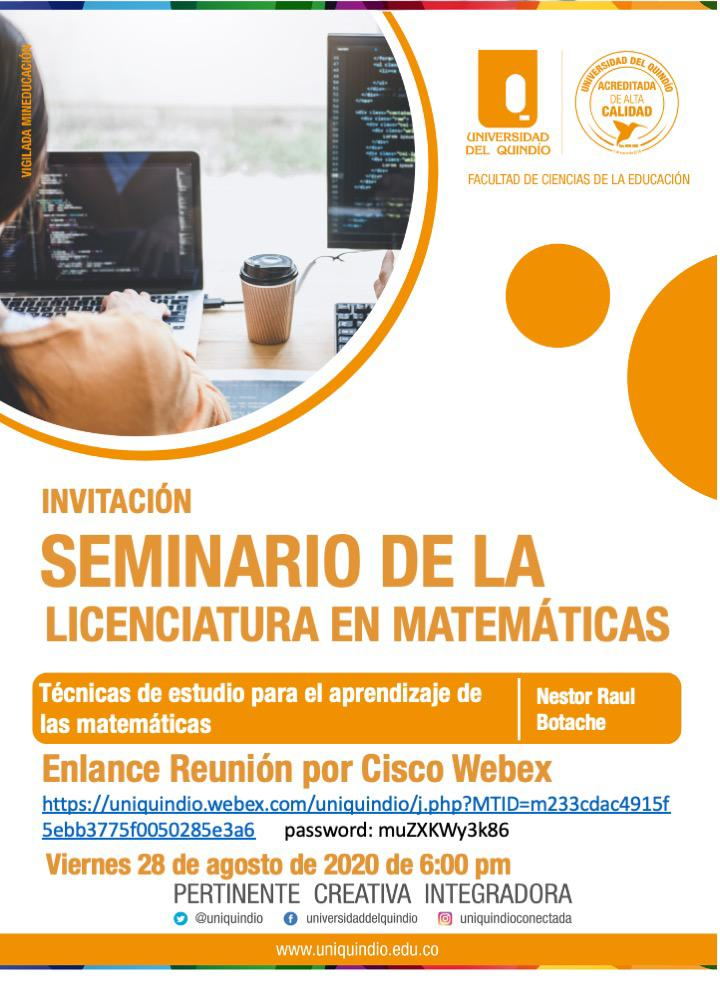 VIGILADA MINEDUCACIÓN
UNIVERSIDAD
DEL QUINDÍO
UNIVERSIDAD DEL QUINDÍO
ACREDITADA
DE ALTA
CALIDAD
FACULTAD DE CIENCIAS DE LA EDUCACIÓN
INVITACIÓN
SEMINARIO DE LA
LICENCIATURA EN MATEMÁTICAS
Técnicas de estudio para el aprendizaje de
las matemáticas
Nestor Raul
Botache
Enlance Reunión por Cisco Webex
https://uniquindio.webex.com/uniquindio/j.php?MTID=m233cdac4915f
5ebb3775f0050285e3a6 password: muZXKWy3k86
Viernes 28 de agosto de 2020 de 6:00 pm
PERTINENTE CREATIVA INTEGRADORA
@uniquindio universidaddelquindio uniquindioconectada
www.uniquindio.edu.co